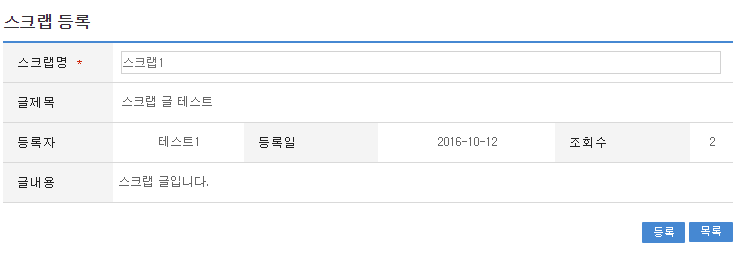 스크랩 등록
스크랩명 * 스크랩1
글제목 스크랩 글 테스트
등록자 테스트1 등록일 2016-10-12 조회수 2
글내용 스크랩 글입니다.
등록 목록